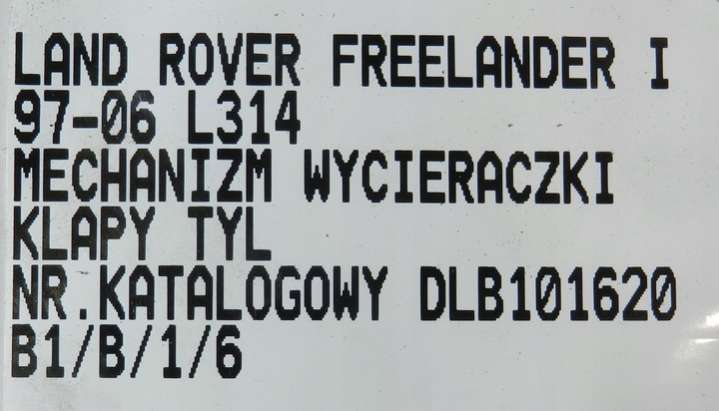 LAND ROVER FREELANDER I
97-06 L314
MECHANIZM WYCIERACZKI
KLAPY TYL
NR.KATALOGOWY DLB101620
B1/B/1/6